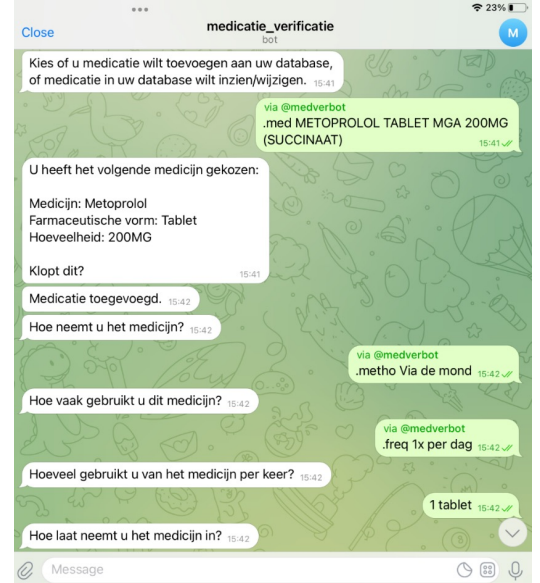 23%
Close
medicatie_verificatie
bot
M
Kies of u medicatie wilt toevoegen aan uw database,
of medicatie in uw database wilt inzien/wijzigen. 15:41
via @medverbot
.med METOPROLOL TABLET MGA 200MG
(SUCCINAAT)
15:41
U heeft het volgende medicijn gekozen:
Medicijn: Metoprolol
Farmaceutische vorm: Tablet
Hoeveelheid: 200MG
Klopt dit?
15:41
Medicatie toegevoegd. 15:42
Hoe neemt u het medicijn? 15:42
via @medverbot
.metho Via de mond 15:42
Hoe vaak gebruikt u dit medicijn? 15:42
via @medverbot
.freq 1x per dag 15:42
Hoeveel gebruikt u van het medicijn per keer? 15:42
1 tablet 15:42
Hoe laat neemt u het medicijn in? 15:42
Message